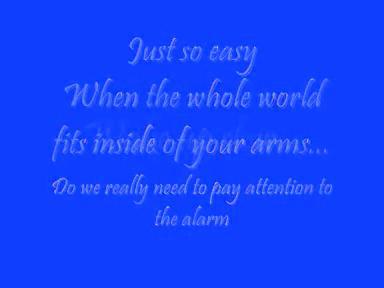 Just so easy
When the whole world
fits inside of your arms...
Do we really need to pay attention to
the alarm